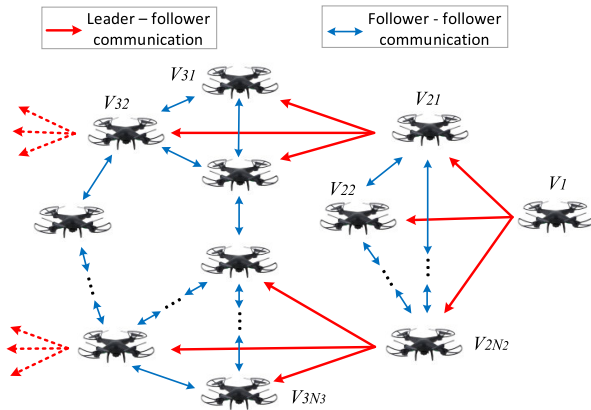 Leader – follower
communication
Follower - follower
communication
V31
V32
V21
V22
V1
V2N2
V3N3